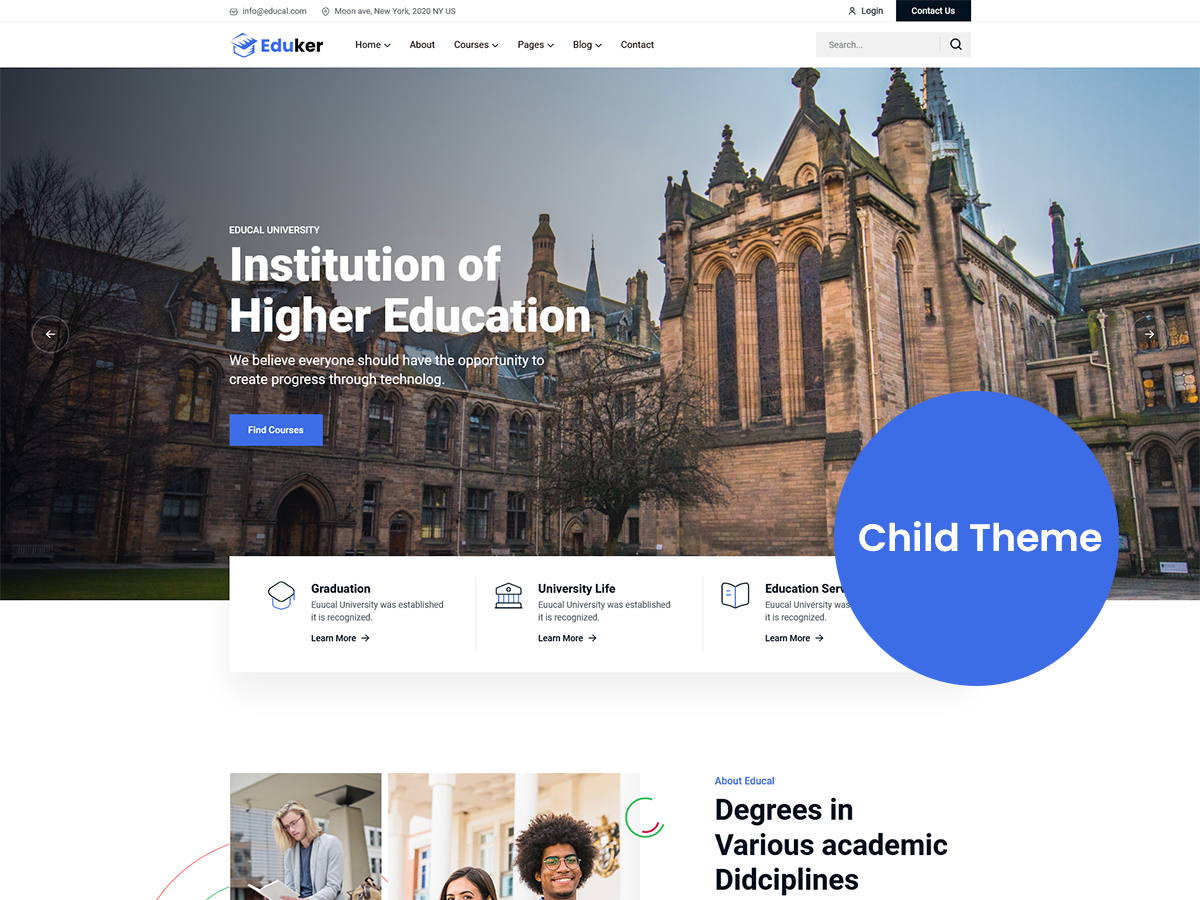 info@educal.com
Moon ave, New York, 2020 NY US
Login
Contact Us
Eduker
Home
About
Courses
Pages
Blog
Contact
Search...
EDUCAL UNIVERSITY
Institution of
Higher Education
We believe everyone should have the opportunity to
create progress through technolog.
Find Courses
Child Theme
Graduation
Euucal University was established
it is recognized.
Learn More
University Life
Euucal University was established
it is recognized.
Learn More
Education Serv
Euucal University was
it is recognized.
Learn More
About Educal
Degrees in
Various academic
Didciplines